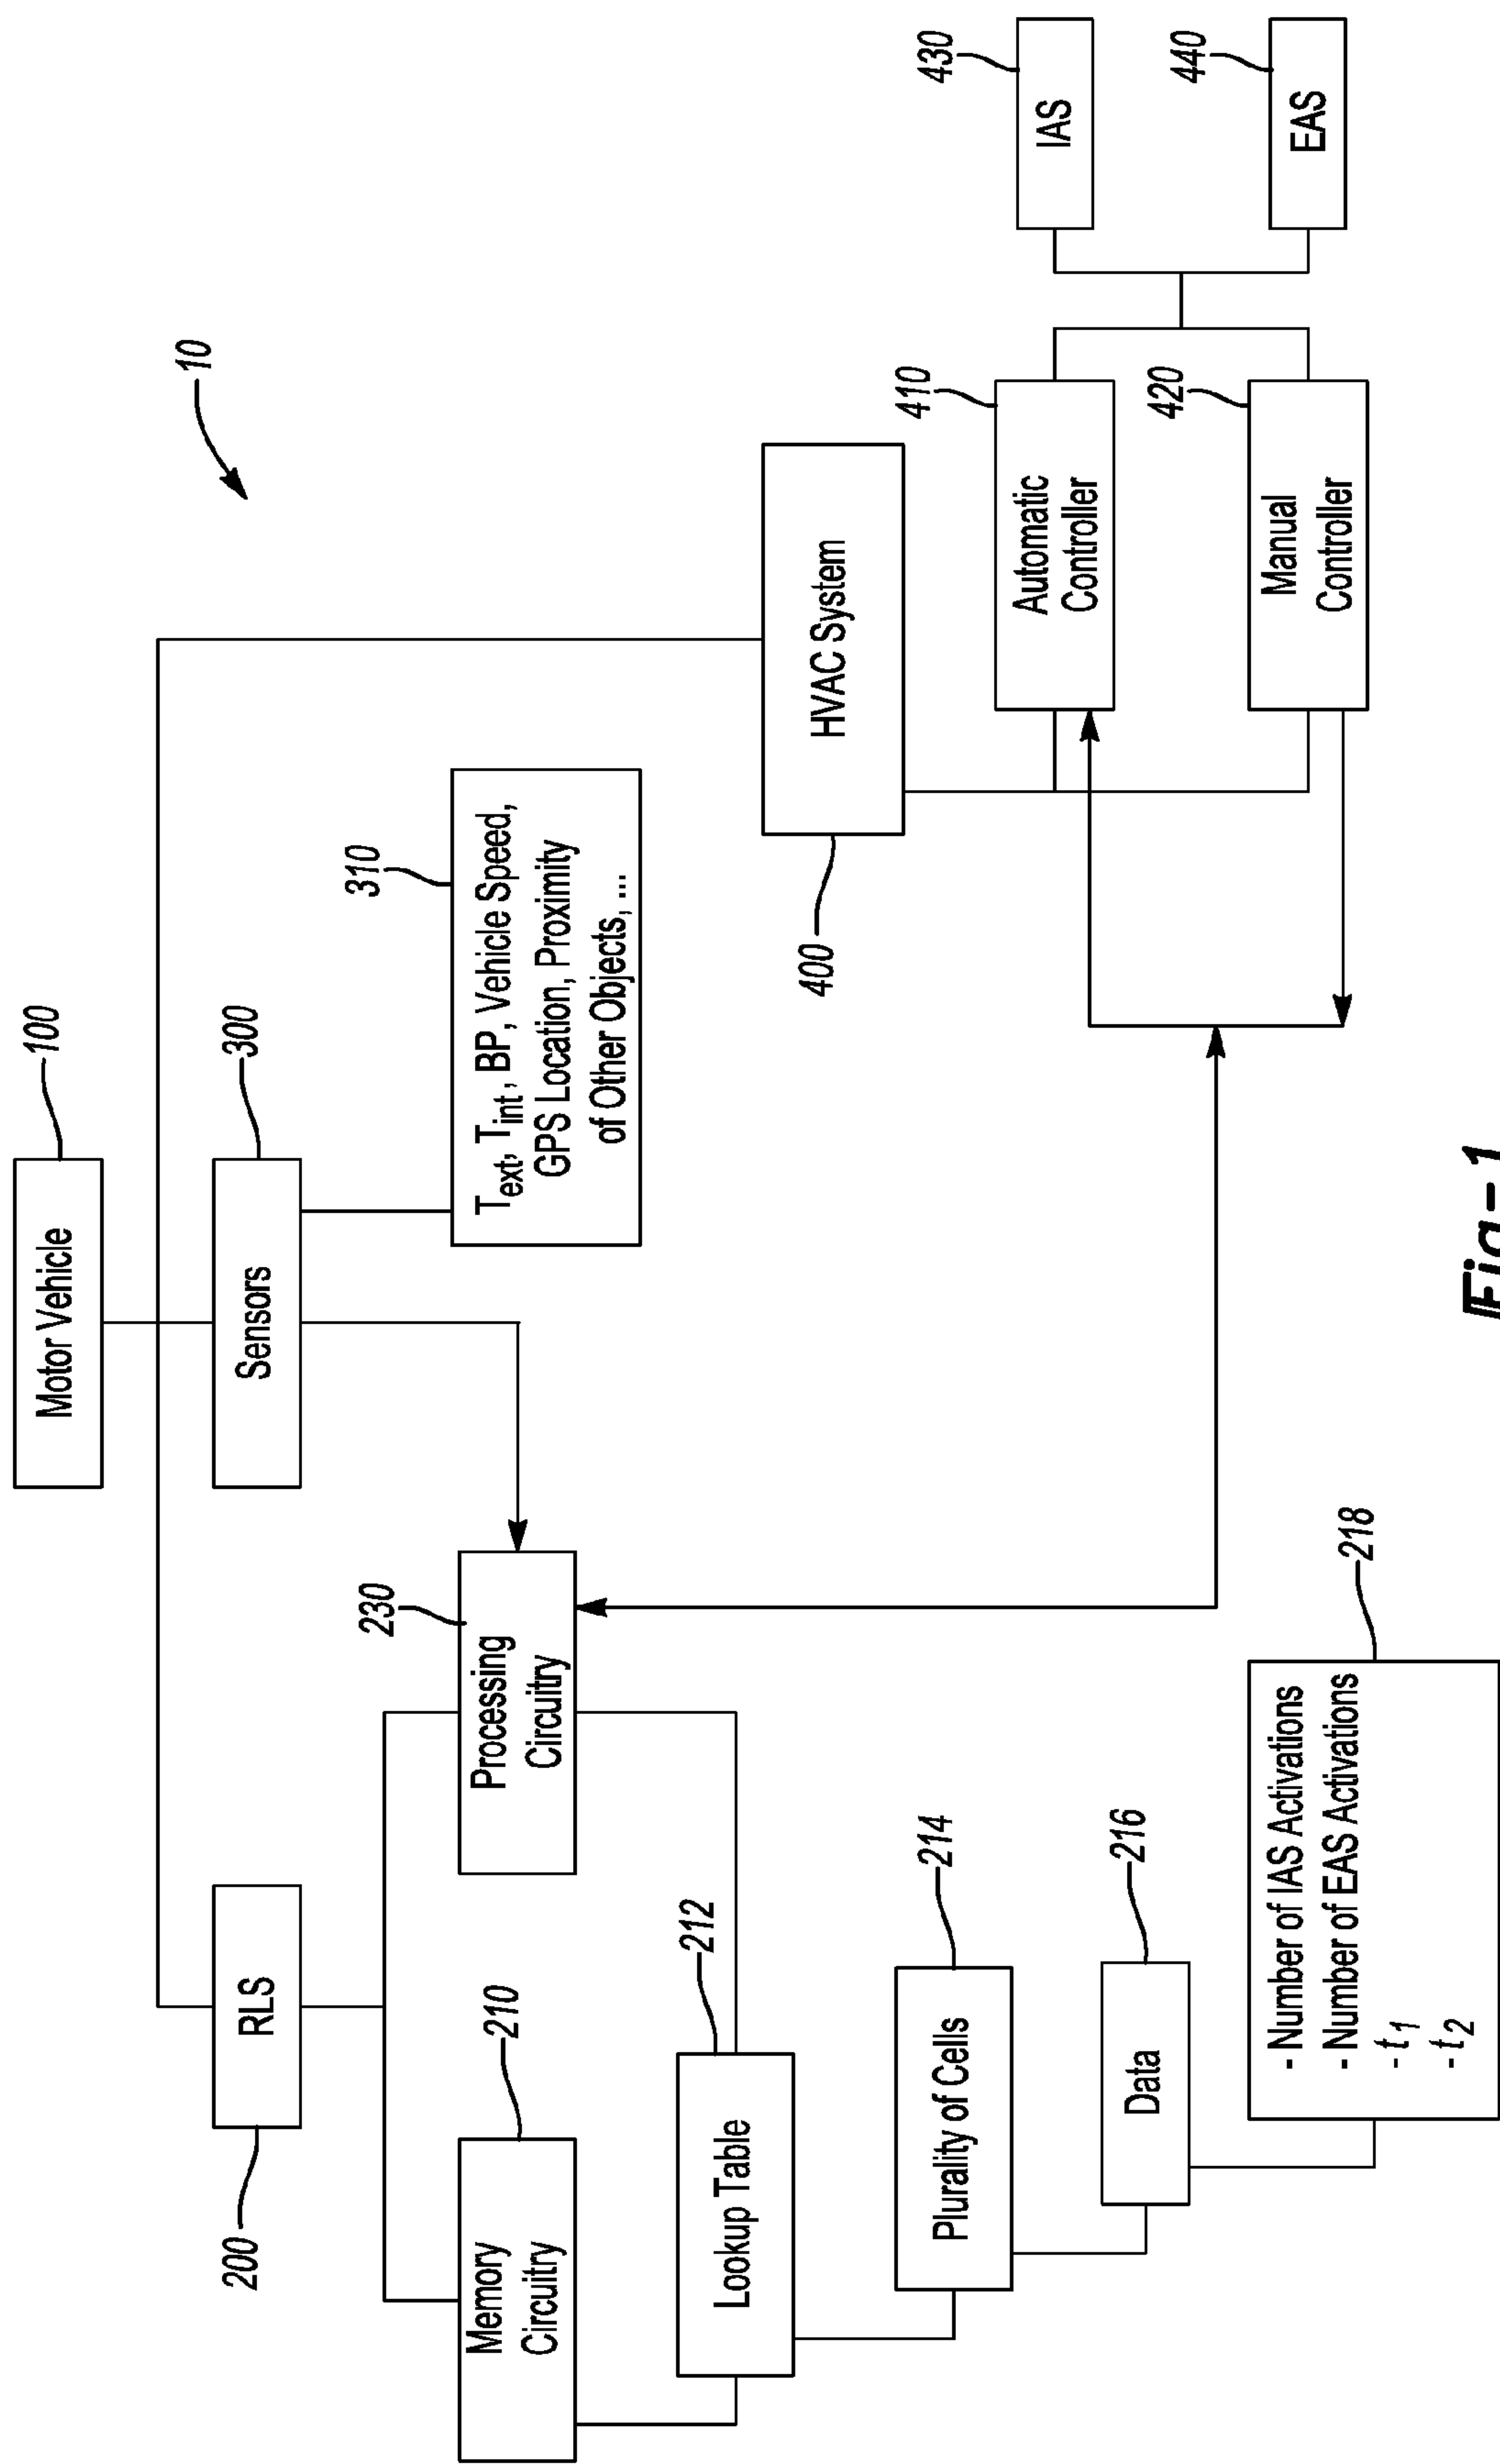 10
Motor Vehicle
100
RLS
200
Sensors
300
T_ext, T_int, BP, Vehicle Speed,
GPS Location, Proximity
of Other Objects, ...
310
Memory
Circuitry
210
Processing
Circuitry
230
Lookup Table
212
HVAC System
400
Plurality of Cells
214
Automatic
Controller
410
IAS
430
Data
216
Manual
Controller
420
EAS
440
- Number of IAS Activations
- Number of EAS Activations
- t₁
- t₂
218
Fig-1